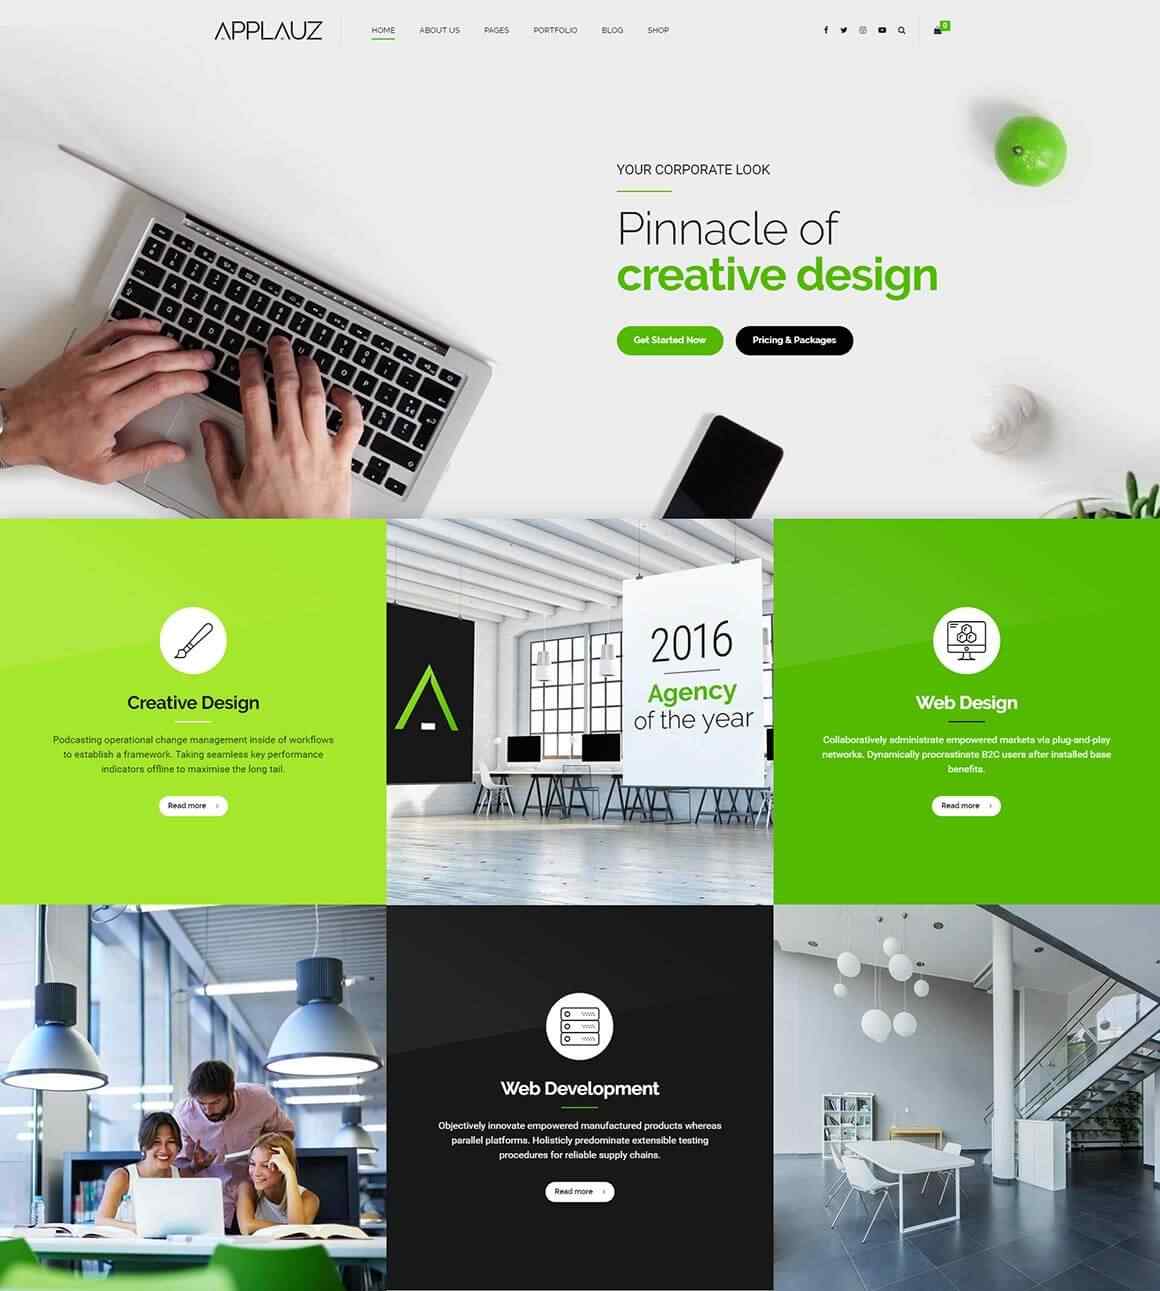 APPLAUZ
HOME ABOUT US PAGES PORTFOLIO BLOG SHOP
0
YOUR CORPORATE LOOK
Pinnacle of
creative design
Get Started Now Pricing & Packages
2016
Agency
of the year
Creative Design
Podcasting operational change management inside of workflows
to establish a framework. Taking seamless key performance
indicators offline to maximise the long tail.
Read more
Web Design
Collaboratively administrate empowered markets via plug-and-play
networks. Dynamically procrastinate B2C users after installed base
benefits.
Read more
Web Development
Objectively innovate empowered manufactured products whereas
parallel platforms. Holisticly predominate extensible testing
procedures for reliable supply chains.
Read more